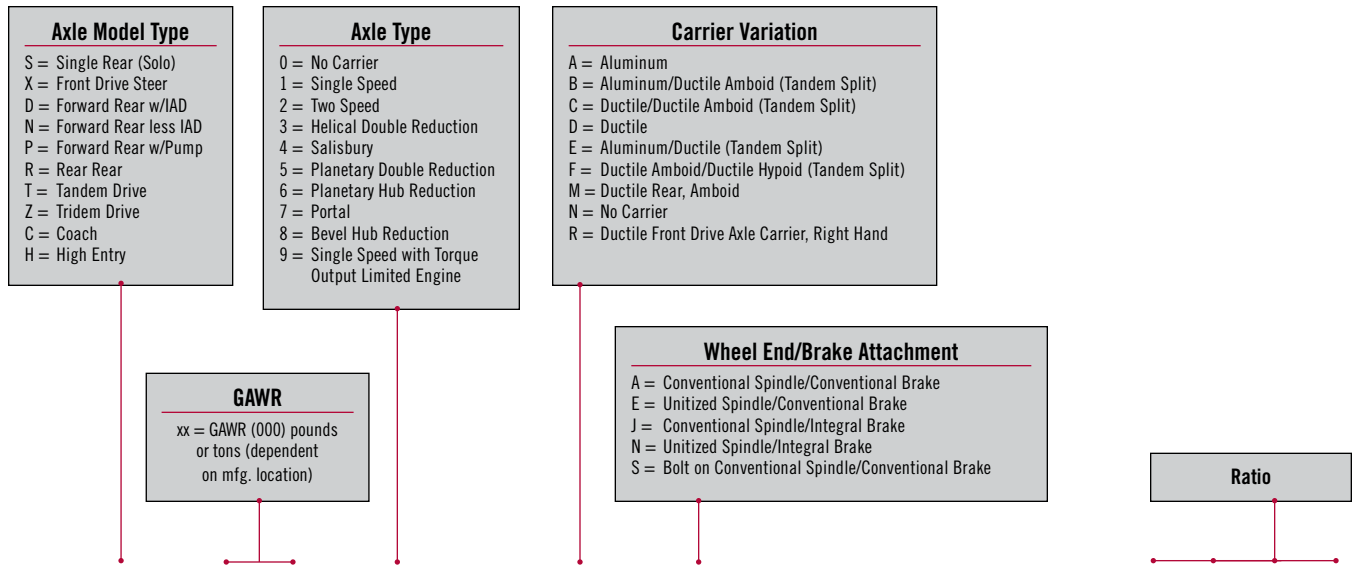 Axle Model Type
S = Single Rear (Solo)
X = Front Drive Steer
D = Forward Rear w/IAD
N = Forward Rear less IAD
P = Forward Rear w/Pump
R = Rear Rear
T = Tandem Drive
Z = Tridem Drive
C = Coach
H = High Entry
Axle Type
0 = No Carrier
1 = Single Speed
2 = Two Speed
3 = Helical Double Reduction
4 = Salisbury
5 = Planetary Double Reduction
6 = Planetary Hub Reduction
7 = Portal
8 = Bevel Hub Reduction
9 = Single Speed with Torque
Output Limited Engine
Carrier Variation
A = Aluminum
B = Aluminum/Ductile Amboid (Tandem Split)
C = Ductile/Ductile Amboid (Tandem Split)
D = Ductile
E = Aluminum/Ductile (Tandem Split)
F = Ductile Amboid/Ductile Hypoid (Tandem Split)
M = Ductile Rear, Amboid
N = No Carrier
R = Ductile Front Drive Axle Carrier, Right Hand
GAWR
xx = GAWR (000) pounds
or tons (dependent
on mfg. location)
Wheel End/Brake Attachment
A = Conventional Spindle/Conventional Brake
E = Unitized Spindle/Conventional Brake
J = Conventional Spindle/Integral Brake
N = Unitized Spindle/Integral Brake
S = Bolt on Conventional Spindle/Conventional Brake
Ratio